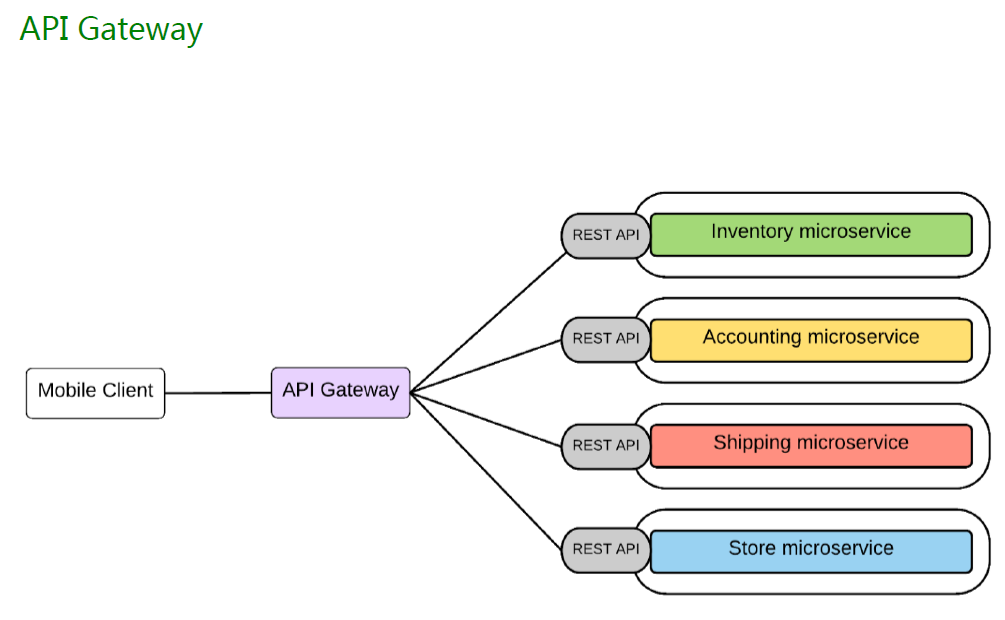 API Gateway
Mobile Client
API Gateway
REST API
Inventory microservice
REST API
Accounting microservice
REST API
Shipping microservice
REST API
Store microservice